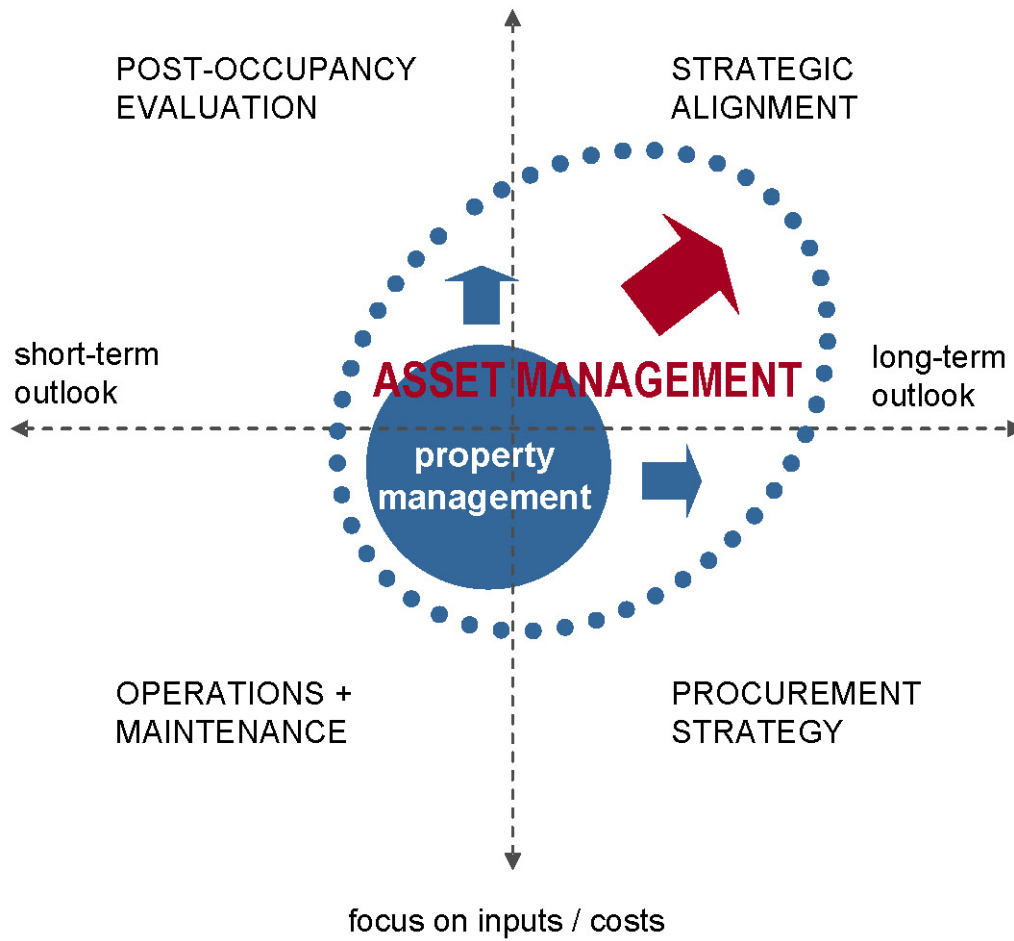 POST-OCCUPANCY
EVALUATION
STRATEGIC
ALIGNMENT
short-term
outlook
ASSET MANAGEMENT
long-term
outlook
property
management
OPERATIONS +
MAINTENANCE
PROCUREMENT
STRATEGY
focus on inputs / costs